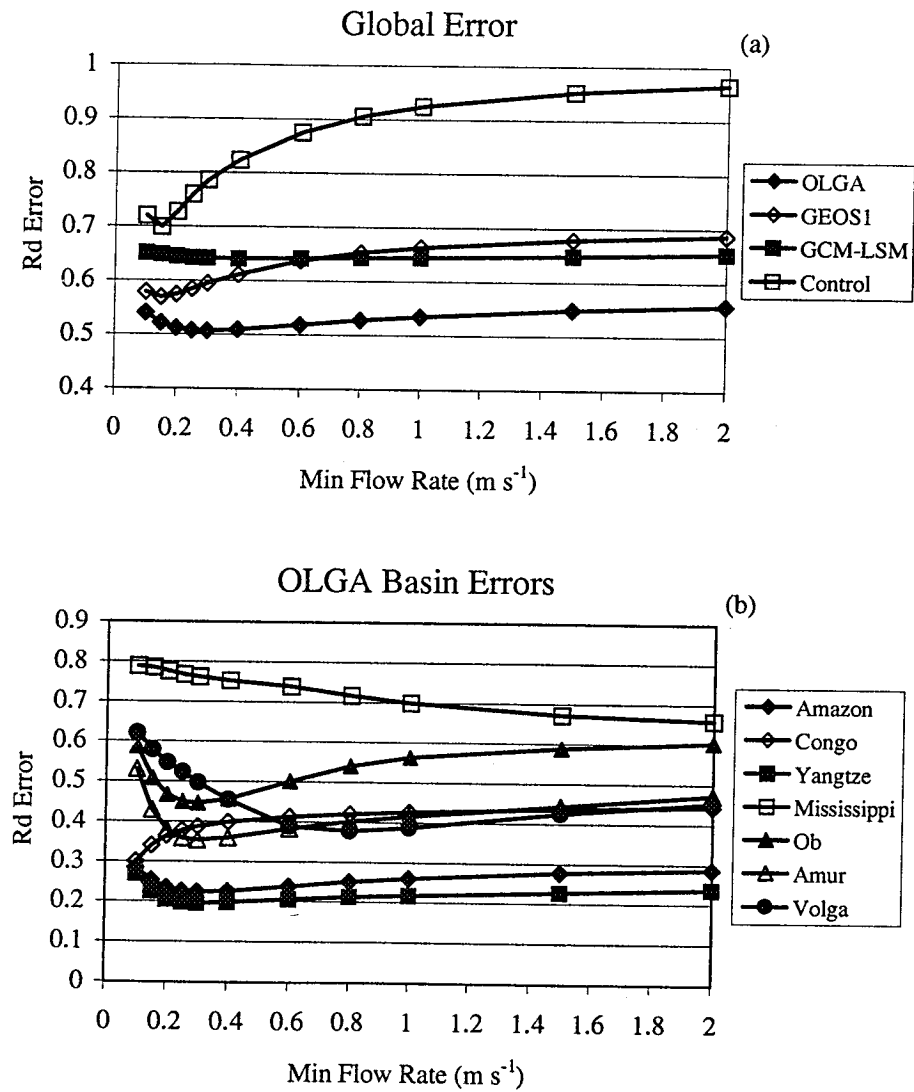 Global Error
(a)
1
0.9
0.8
0.7
0.6
0.5
0.4
Rd Error
0 0.2 0.4 0.6 0.8 1 1.2 1.4 1.6 1.8 2
Min Flow Rate (m s⁻¹)
OLGA
GEOS1
GCM-LSM
Control
OLGA Basin Errors
(b)
0.9
0.8
0.7
0.6
0.5
0.4
0.3
0.2
0.1
0
Rd Error
0 0.2 0.4 0.6 0.8 1 1.2 1.4 1.6 1.8 2
Min Flow Rate (m s⁻¹)
Amazon
Congo
Yangtze
Mississippi
Ob
Amur
Volga